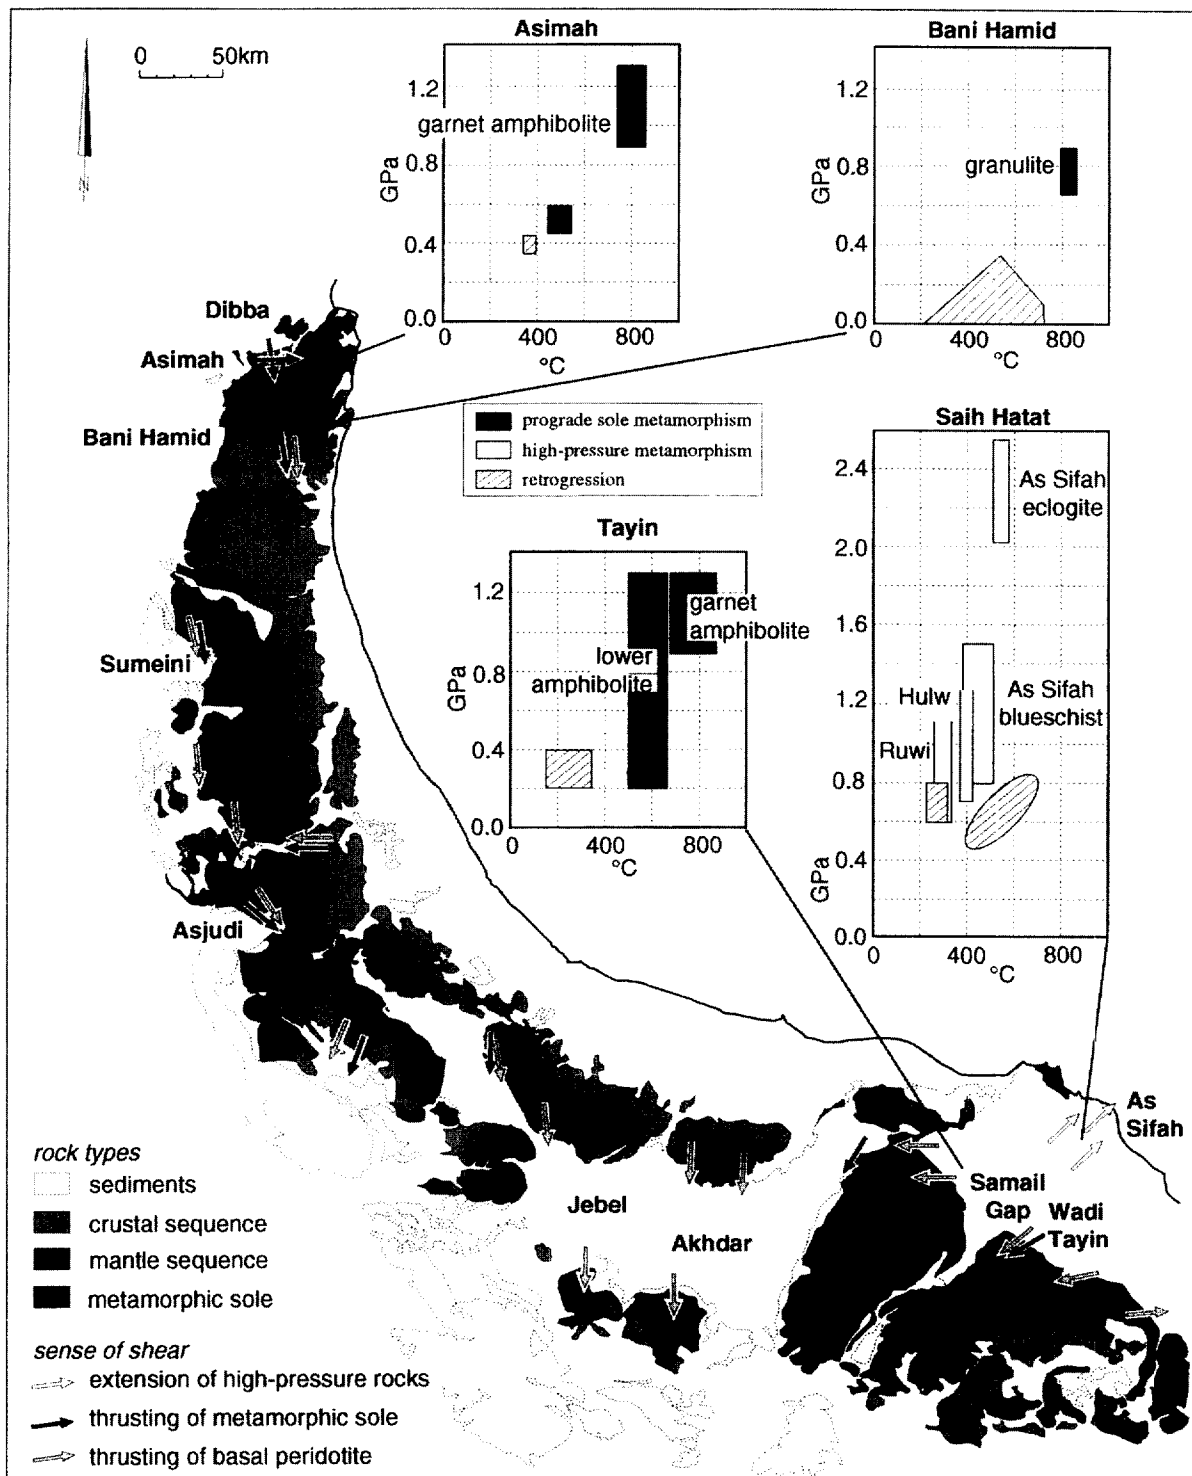 0 50km
Asimah
1.2
0.8
0.4
0.0
GPa
garnet amphibolite
0 400 800
°C
Bani Hamid
1.2
0.8
0.4
0.0
GPa
granulite
0 400 800
°C
Dibba
Asimah
Bani Hamid
prograde sole metamorphism
high-pressure metamorphism
retrogression
Saih Hatat
2.4
2.0
1.6
1.2
0.8
0.4
0.0
GPa
As Sifah
eclogite
Hulw
As Sifah
blueschist
Ruwi
0 400 800
°C
Tayin
1.2
0.8
0.4
0.0
GPa
garnet
amphibolite
lower
amphibolite
0 400 800
°C
Sumeini
Asjudi
As
Sifah
Samail
Gap
Wadi
Tayin
Jebel
Akhdar
rock types
sediments
crustal sequence
mantle sequence
metamorphic sole
sense of shear
extension of high-pressure rocks
thrusting of metamorphic sole
thrusting of basal peridotite